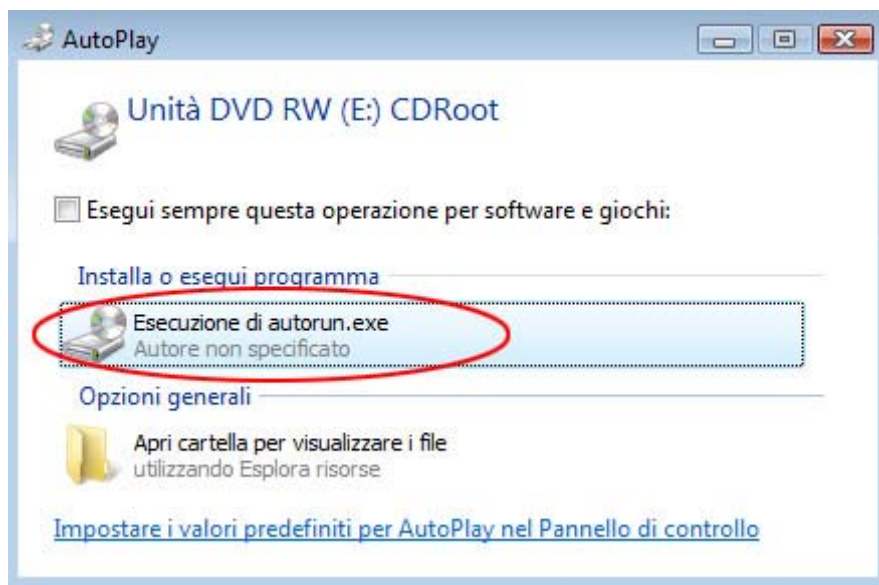 AutoPlay
Unità DVD RW (E:) CDRoot
Esegui sempre questa operazione per software e giochi:
Installa o esegui programma
Esecuzione di autorun.exe
Autore non specificato
Opzioni generali
Apri cartella per visualizzare i file
utilizzando Esplora risorse
Impostare i valori predefiniti per AutoPlay nel Pannello di controllo